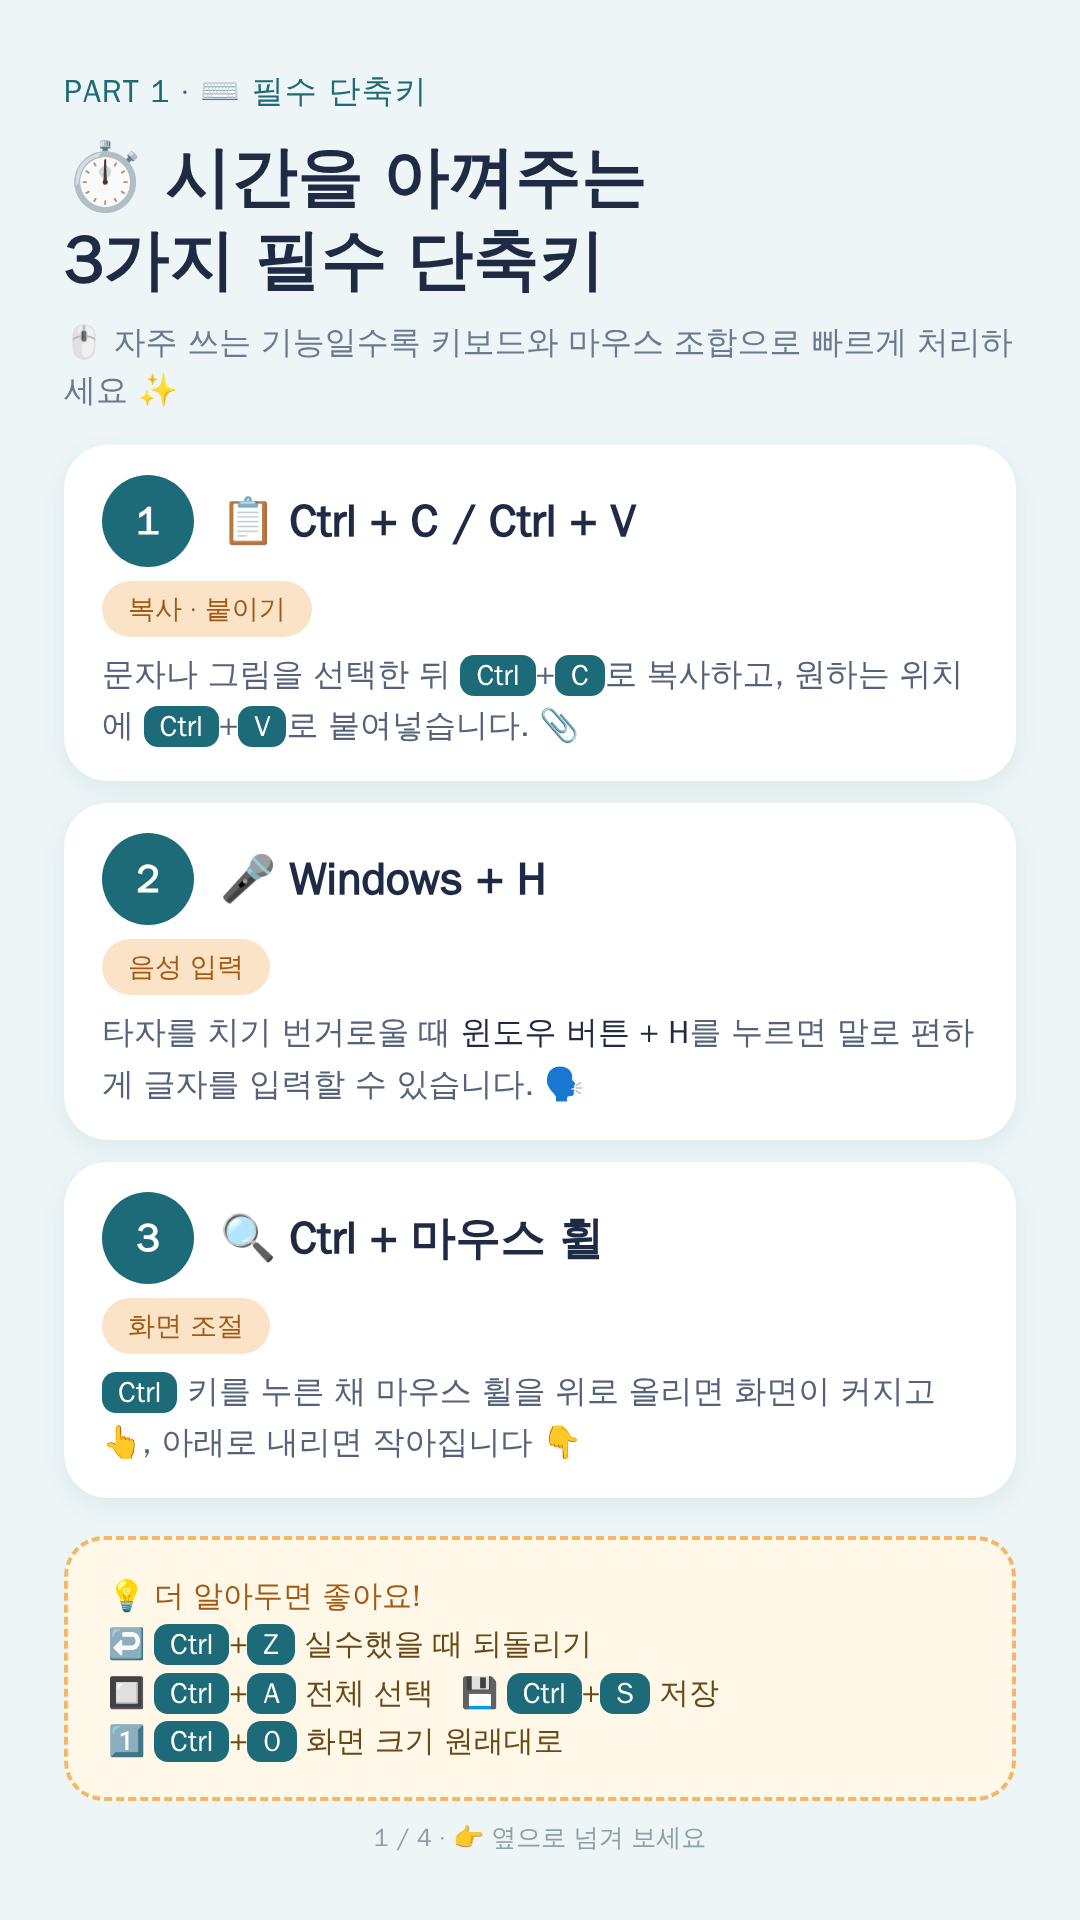 PART 1 · ⌨️ 필수 단축키
⏱️ 시간을 아껴주는
3가지 필수 단축키
🖱️ 자주 쓰는 기능일수록 키보드와 마우스 조합으로 빠르게 처리하
세요 ✨
1 📋 Ctrl + C / Ctrl + V
복사 · 붙이기
문자나 그림을 선택한 뒤 Ctrl+C로 복사하고, 원하는 위치
에 Ctrl+V로 붙여넣습니다. 📎
2 🎤 Windows + H
음성 입력
타자를 치기 번거로울 때 윈도우 버튼 + H를 누르면 말로 편하
게 글자를 입력할 수 있습니다. 🗣️
3 🔍 Ctrl + 마우스 휠
화면 조절
Ctrl 키를 누른 채 마우스 휠을 위로 올리면 화면이 커지고
👆, 아래로 내리면 작아집니다 👇
💡 더 알아두면 좋아요!
↩️ Ctrl+Z 실수했을 때 되돌리기
🔲 Ctrl+A 전체 선택 💾 Ctrl+S 저장
1️⃣ Ctrl+0 화면 크기 원래대로
1 / 4 · 👉 옆으로 넘겨 보세요